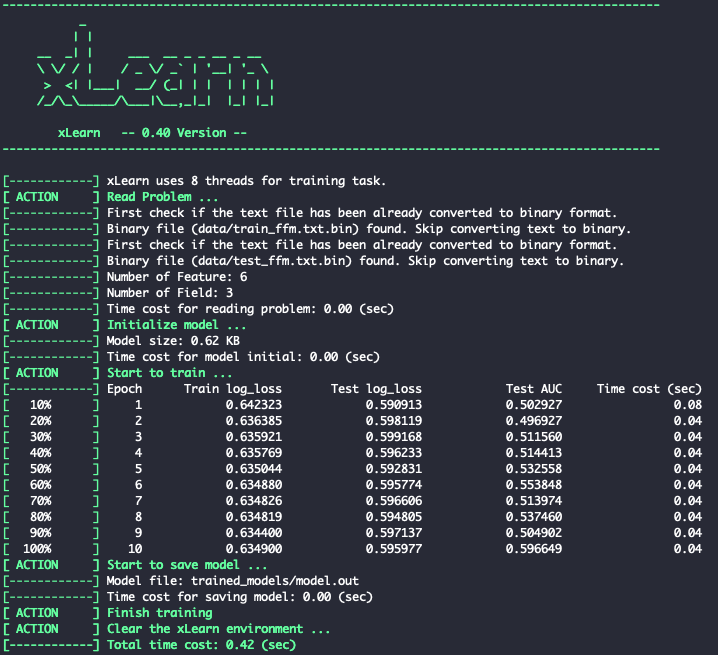 xLearn
xLearn -- 0.40 Version --
[------------] xLearn uses 8 threads for training task.
[ ACTION     ] Read Problem ...
[------------] First check if the text file has been already converted to binary format.
[------------] Binary file (data/train_ffm.txt.bin) found. Skip converting text to binary.
[------------] First check if the text file has been already converted to binary format.
[------------] Binary file (data/test_ffm.txt.bin) found. Skip converting text to binary.
[------------] Number of Feature: 6
[------------] Number of Field: 3
[------------] Time cost for reading problem: 0.00 (sec)
[ ACTION     ] Initialize model ...
[------------] Model size: 0.62 KB
[------------] Time cost for model initial: 0.00 (sec)
[ ACTION     ] Start to train ...
[------------] Epoch Train log_loss Test log_loss Test AUC Time cost (sec)
[ 10% ] 1 0.642323 0.590913 0.502927 0.08
[ 20% ] 2 0.636385 0.598119 0.496927 0.04
[ 30% ] 3 0.635921 0.599168 0.511560 0.04
[ 40% ] 4 0.635769 0.596233 0.514413 0.04
[ 50% ] 5 0.635044 0.592831 0.532558 0.04
[ 60% ] 6 0.634880 0.595774 0.553848 0.04
[ 70% ] 7 0.634826 0.596606 0.513974 0.04
[ 80% ] 8 0.634819 0.594805 0.537460 0.04
[ 90% ] 9 0.634400 0.597137 0.504902 0.04
[ 100% ] 10 0.634900 0.595977 0.596649 0.04
[ ACTION     ] Start to save model ...
[------------] Model file: trained_models/model.out
[------------] Time cost for saving model: 0.00 (sec)
[ ACTION     ] Finish training
[ ACTION     ] Clear the xLearn environment ...
[------------] Total time cost: 0.42 (sec)